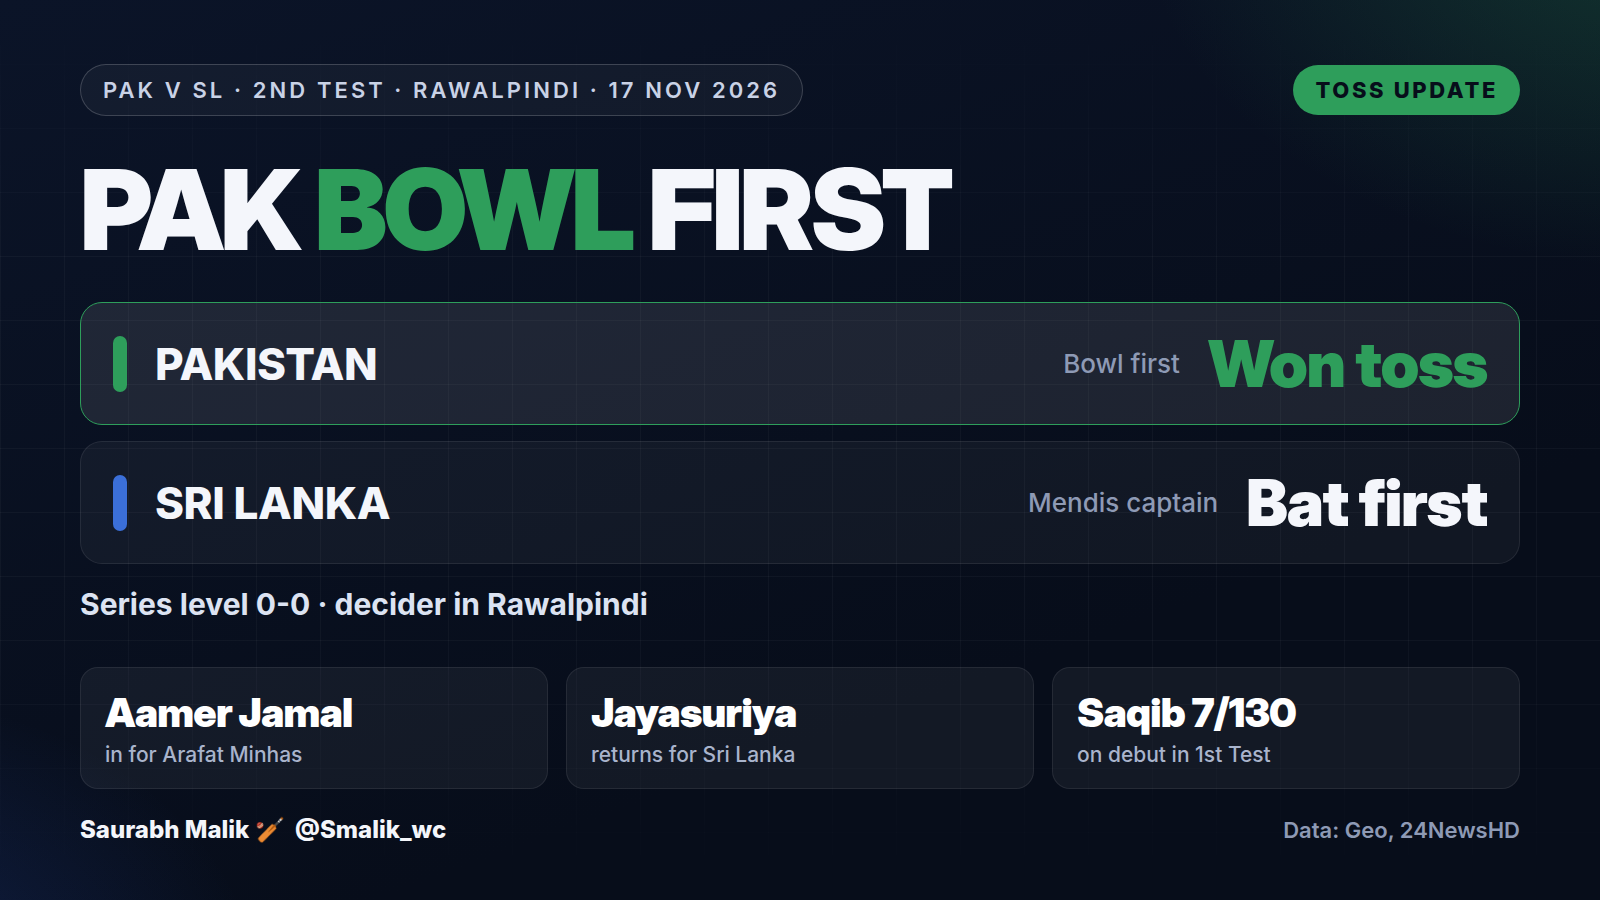 PAK V SL · 2ND TEST · RAWALPINDI · 17 NOV 2026
TOSS UPDATE
PAK BOWL FIRST
PAKISTAN
Bowl first
Won toss
SRI LANKA
Mendis captain
Bat first
Series level 0-0 · decider in Rawalpindi
Aamer Jamal
in for Arafat Minhas
Jayasuriya
returns for Sri Lanka
Saqib 7/130
on debut in 1st Test
Saurabh Malik 🏏 @Smalik_wc
Data: Geo, 24NewsHD